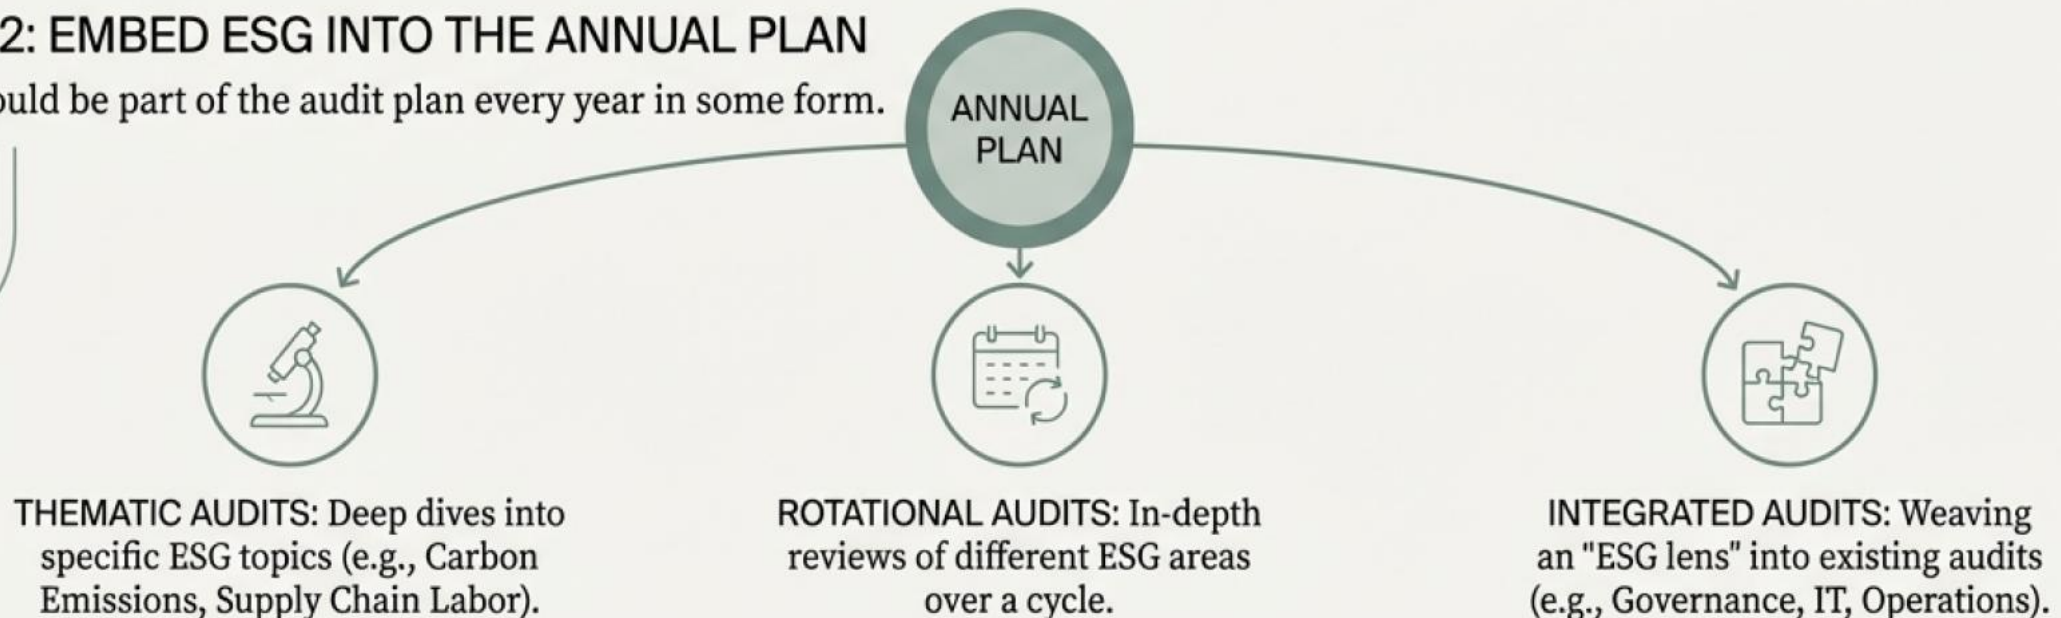 2: EMBED ESG INTO THE ANNUAL PLAN
be part of the audit plan every year in some form.
ANNUAL
PLAN
THEMATIC AUDITS: Deep dives into
specific ESG topics (e.g., Carbon
Emissions, Supply Chain Labor).
ROTATIONAL AUDITS: In-depth
reviews of different ESG areas
over a cycle.
INTEGRATED AUDITS: Weaving
an "ESG lens" into existing audits
(e.g., Governance, IT, Operations).